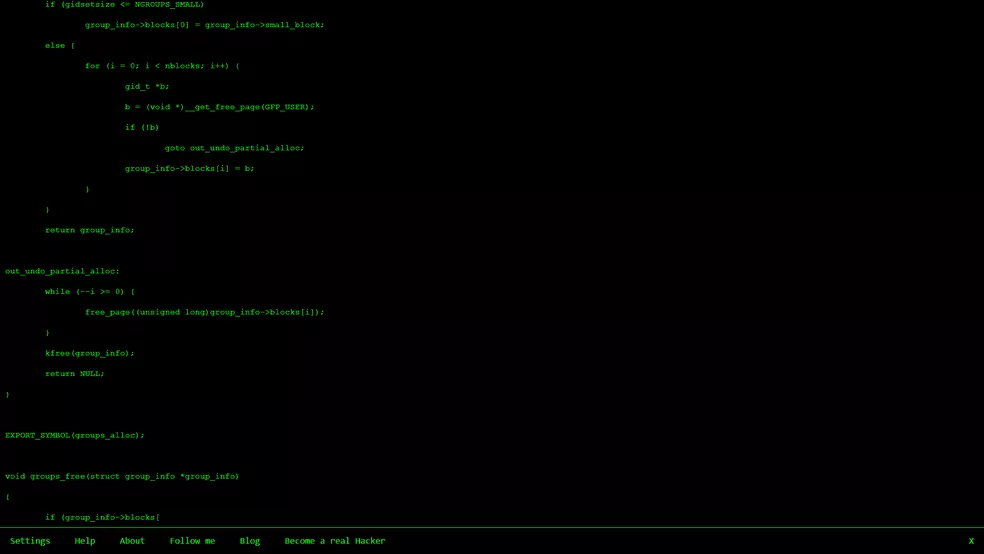 if (gidsetsize <= NGROUPS_SMALL)
group_info->blocks[0] = group_info->small_block;
else {
for (i = 0; i < nblocks; i++) {
gid_t *b;
b = (void *)__get_free_page(GFP_USER);
if (!b)
goto out_undo_partial_alloc;
group_info->blocks[i] = b;
}
}
return group_info;
out_undo_partial_alloc:
while (--i >= 0) {
free_page((unsigned long)group_info->blocks[i]);
}
kfree(group_info);
return NULL;
}
EXPORT_SYMBOL(groups_alloc);
void groups_free(struct group_info *group_info)
{
if (group_info->blocks[
Settings Help About Follow me Blog Become a real Hacker X